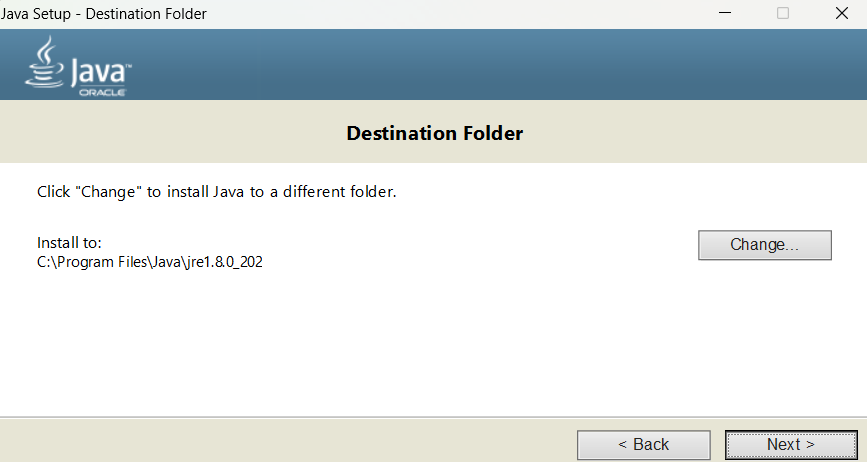 Java Setup - Destination Folder
Java™
ORACLE
Destination Folder
Click "Change" to install Java to a different folder.
Install to:
C:\Program Files\Java\jre1.8.0_202
Change...
< Back
Next >